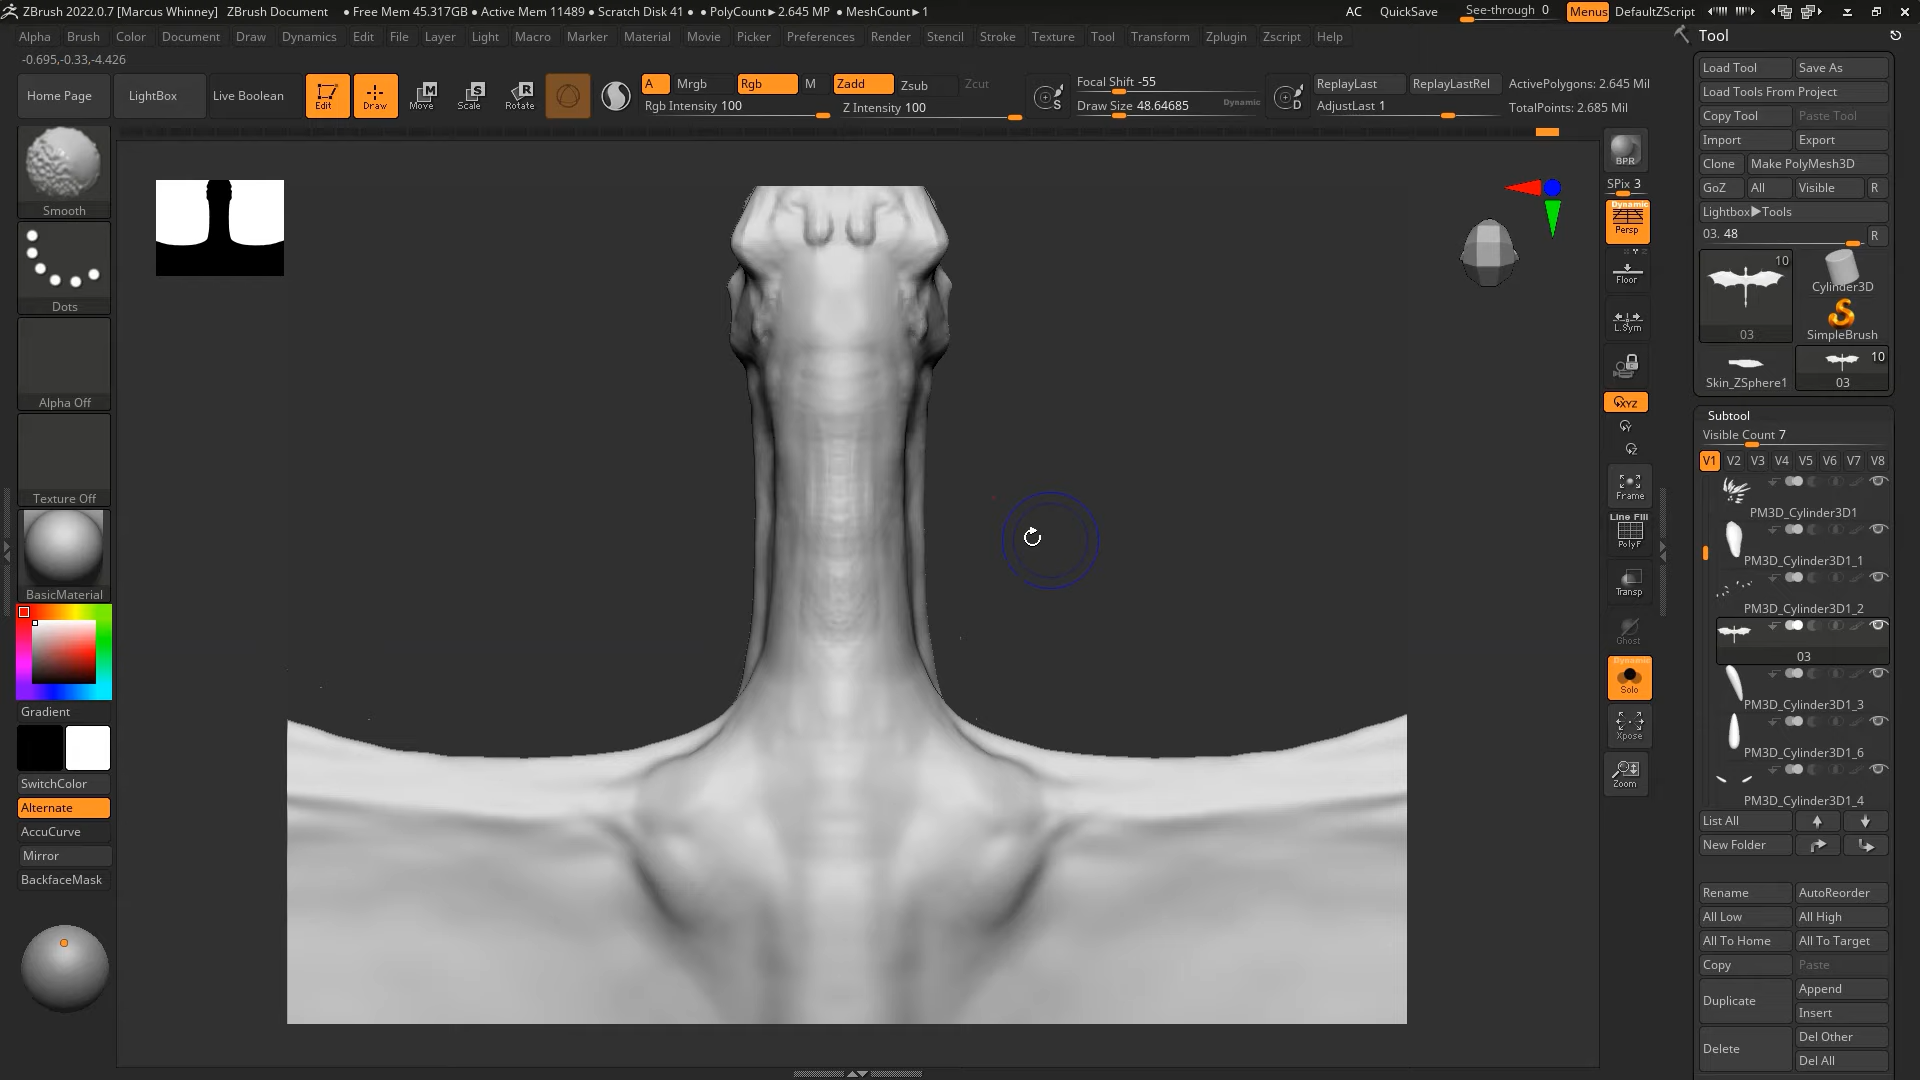 ZBrush 2022.0.7 [Marcus Whinney] ZBrush Document ● Free Mem 45.317GB ● Active Mem 11489 ● Scratch Disk 41 ● ● PolyCount► 2.645 MP ● MeshCount► 1 AC QuickSave See-through 0 Menus DefaultZScript
Alpha Brush Color Document Draw Dynamics Edit File Layer Light Macro Marker Material Movie Picker Preferences Render Stencil Stroke Texture Tool Transform Zplugin Zscript Help
-0.695,-0.33,-4.426
Home Page LightBox Live Boolean Edit Draw Move Scale Rotate
A Mrgb Rgb M Zadd Zsub Zcut
Rgb Intensity 100 Z Intensity 100
Focal Shift -55
Draw Size 48.64685 Dynamic
ReplayLast ReplayLastRel ActivePolygons: 2.645 Mil
AdjustLast 1 TotalPoints: 2.685 Mil
Smooth
Dots
Alpha Off
Texture Off
BasicMaterial
Gradient
SwitchColor
Alternate
AccuCurve
Mirror
BackfaceMask
BPR
SPix 3
Dynamic
Persp
Floor
L.Sym
XYZ
Frame
Line Fill
PolyF
Transp
Ghost
Dynamic
Solo
Xpose
Zoom
Tool
Load Tool Save As
Load Tools From Project
Copy Tool Paste Tool
Import Export
Clone Make PolyMesh3D
GoZ All Visible R
Lightbox►Tools
03. 48 R
10
03
Cylinder3D
SimpleBrush
Skin_ZSphere1
10
03
Subtool
Visible Count 7
V1 V2 V3 V4 V5 V6 V7 V8
PM3D_Cylinder3D1
PM3D_Cylinder3D1_1
PM3D_Cylinder3D1_2
03
PM3D_Cylinder3D1_3
PM3D_Cylinder3D1_6
PM3D_Cylinder3D1_4
List All
New Folder
Rename AutoReorder
All Low All High
All To Home All To Target
Copy Paste
Duplicate Append
Insert
Delete Del Other
Del All